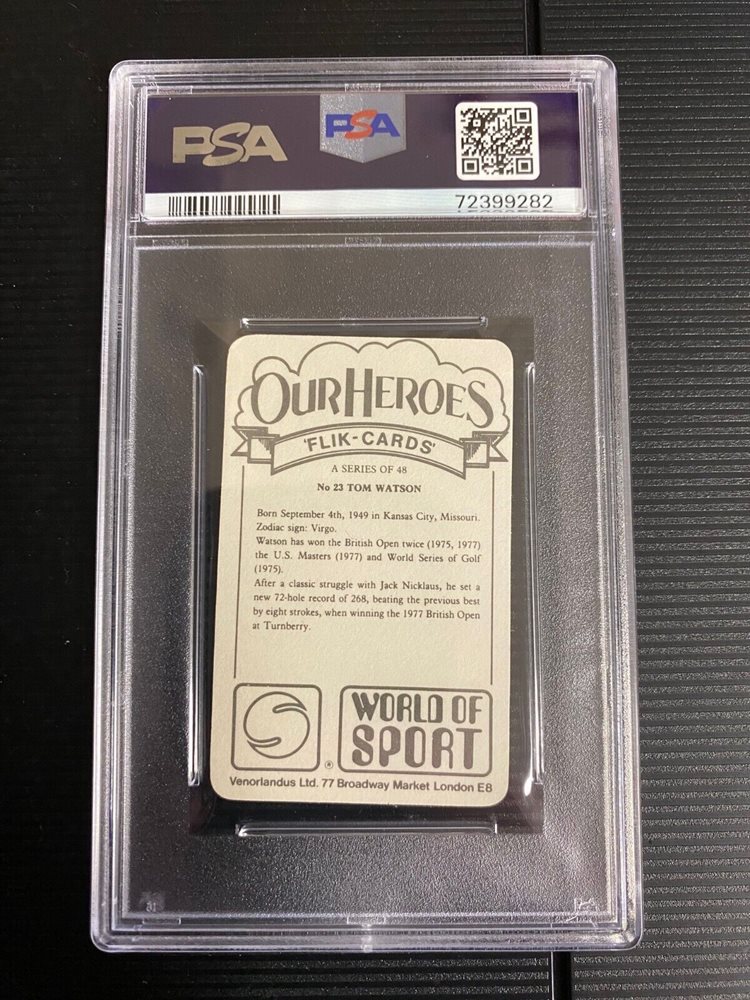 PSA
PSA
72399282
OUR HEROES
'FLIK-CARDS'
A SERIES OF 48
No 23 TOM WATSON
Born September 4th, 1949 in Kansas City, Missouri.
Zodiac sign: Virgo.
Watson has won the British Open twice (1975, 1977)
the U.S. Masters (1977) and World Series of Golf
(1975).
After a classic struggle with Jack Nicklaus, he set a
new 72-hole record of 268, beating the previous best
by eight strokes, when winning the 1977 British Open
at Turnberry.
®
WORLD OF
SPORT
Venorlandus Ltd. 77 Broadway Market London E8